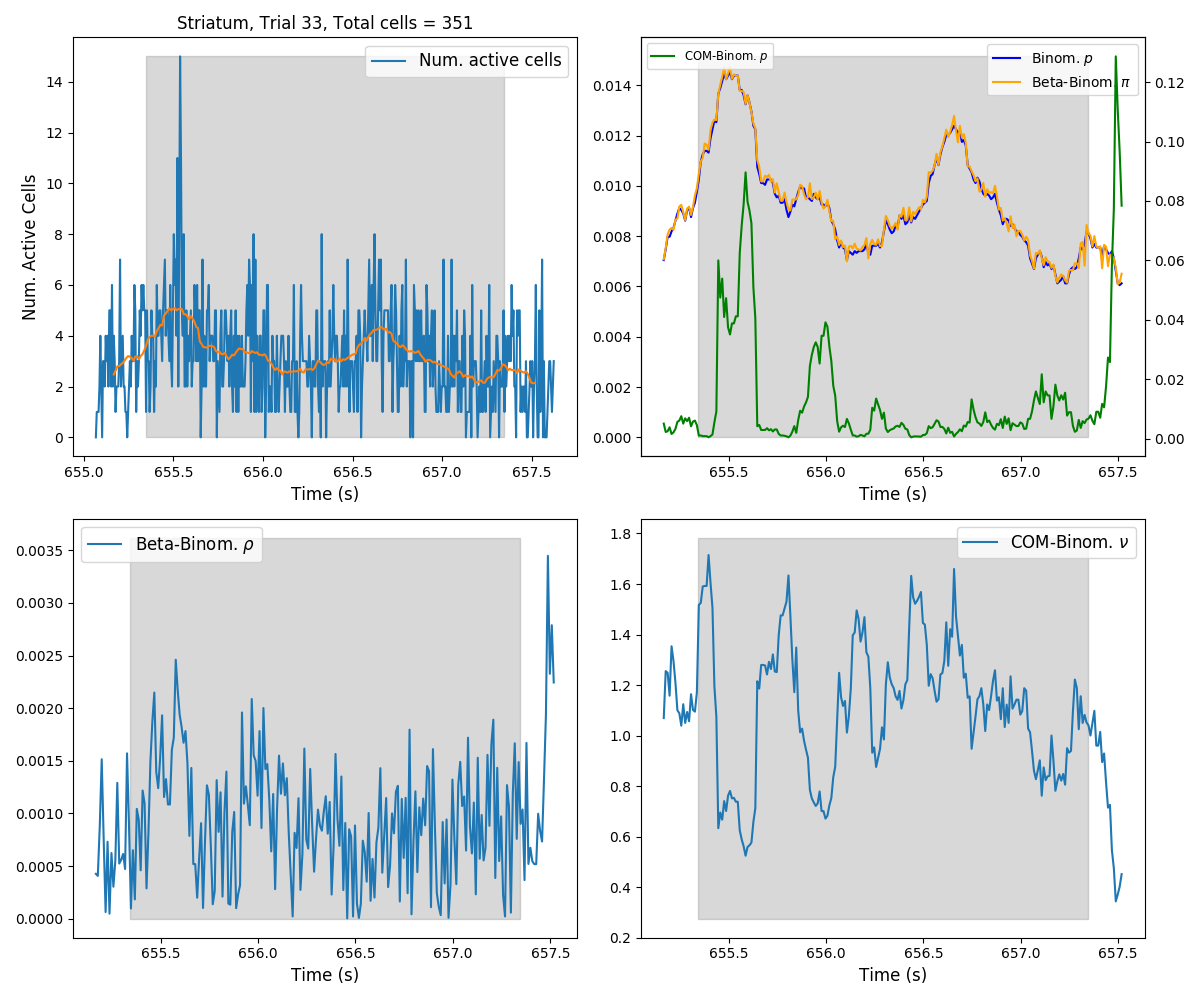 Striatum, Trial 33, Total cells = 351
Num. active cells
Num. Active Cells
14
12
10
8
6
4
2
0
655.0 655.5 656.0 656.5 657.0 657.5
Time (s)
COM-Binom. p
Binom. p
Beta-Binom. π
0.014
0.012
0.010
0.008
0.006
0.004
0.002
0.000
0.12
0.10
0.08
0.06
0.04
0.02
0.00
655.5 656.0 656.5 657.0 657.5
Time (s)
Beta-Binom. ρ
0.0035
0.0030
0.0025
0.0020
0.0015
0.0010
0.0005
0.0000
655.5 656.0 656.5 657.0 657.5
Time (s)
COM-Binom. ν
1.8
1.6
1.4
1.2
1.0
0.8
0.6
0.4
0.2
655.5 656.0 656.5 657.0 657.5
Time (s)